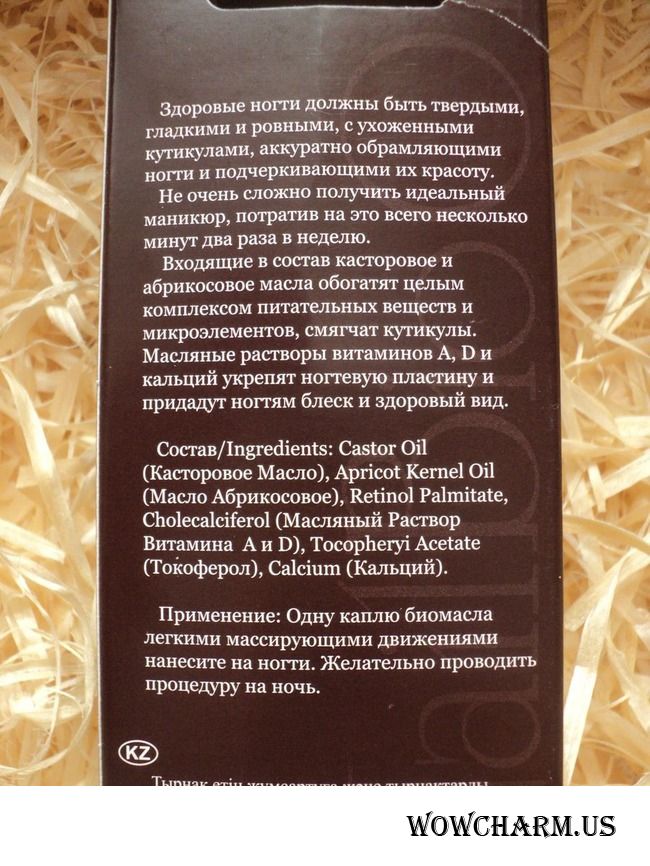 Здоровые ногти должны быть твердыми,
гладкими и ровными, с ухоженными
кутикулами, аккуратно обрамляющими
ногти и подчеркивающими их красоту.
Не очень сложно получить идеальный
маникюр, потратив на это всего несколько
минут два раза в неделю.
Входящие в состав касторовое и
абрикосовое масла обогатят целым
комплексом питательных веществ и
микроэлементов, смягчат кутикулы.
Масляные растворы витаминов А, D и
кальций укрепят ногтевую пластину и
придадут ногтям блеск и здоровый вид.
Состав/Ingredients: Castor Oil
(Касторовое Масло), Apricot Kernel Oil
(Масло Абрикосовое), Retinol Palmitate,
Cholecalciferol (Масляный Раствор
Витамина А и D), Tocopheryi Acetate
(Токоферол), Calcium (Кальций).
Применение: Одну каплю биомасла
легкими массирующими движениями
нанесите на ногти. Желательно проводить
процедуру на ночь.
KZ
Тырнақ етін жұмсартуға және тырнақтарды
WOWCHARM.US